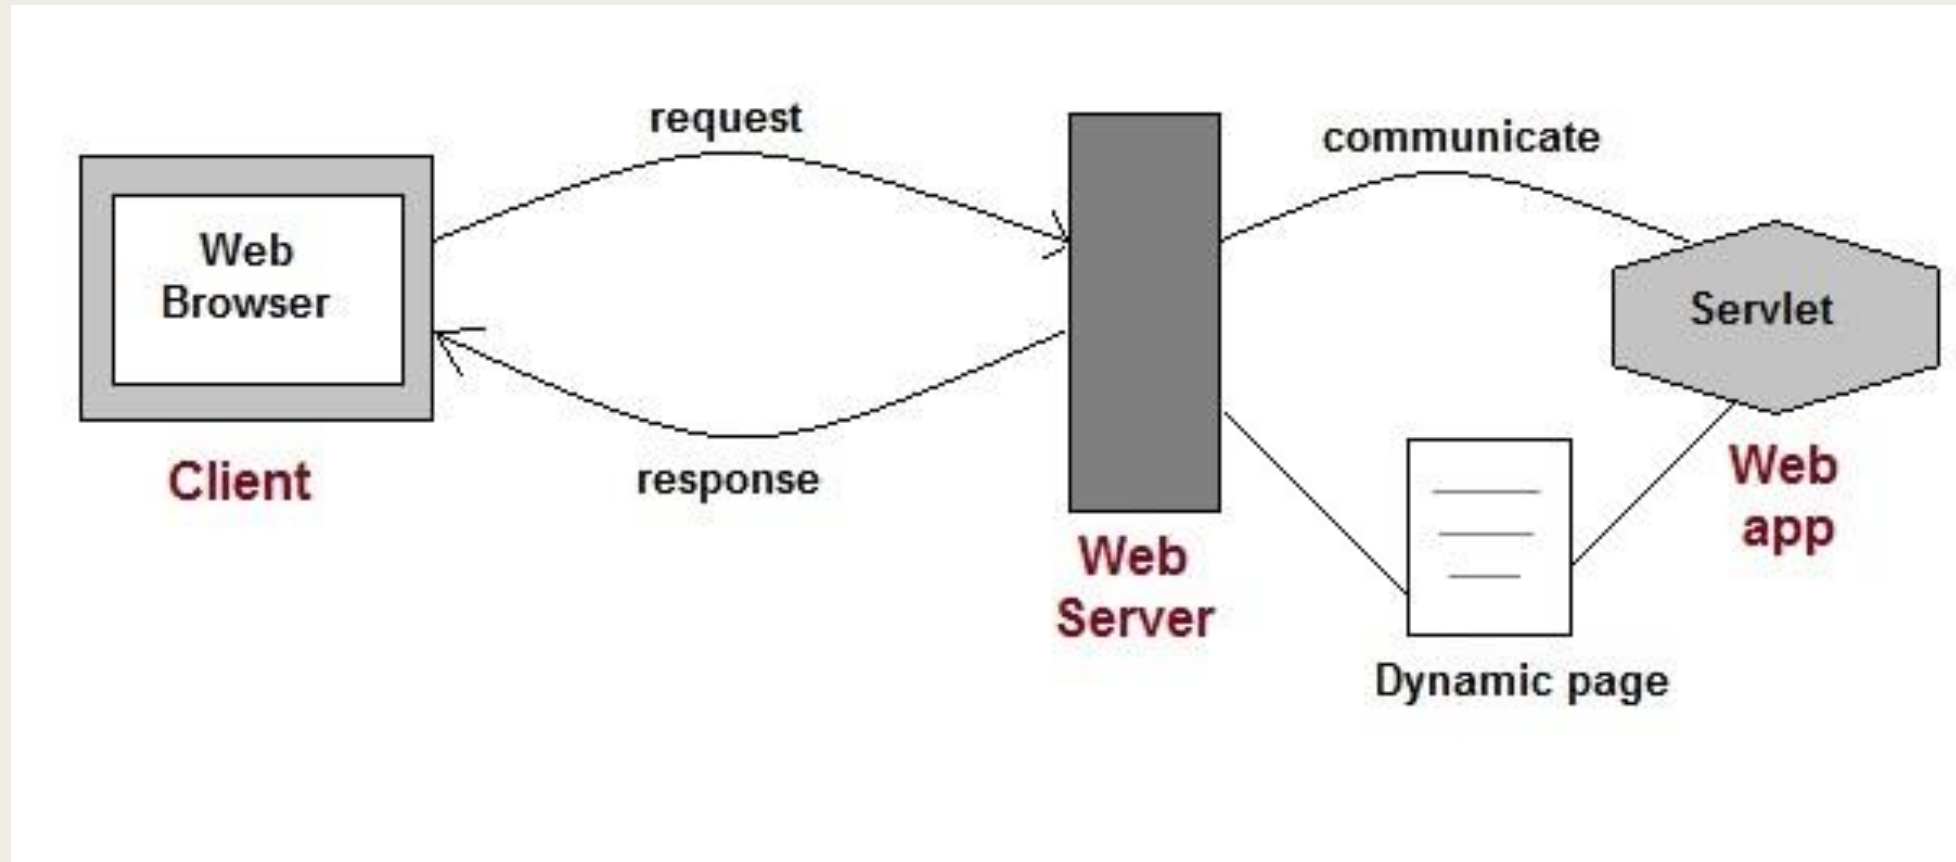 request
communicate
Web
Browser
Servlet
Client
response
Web
app
Web
Server
Dynamic page